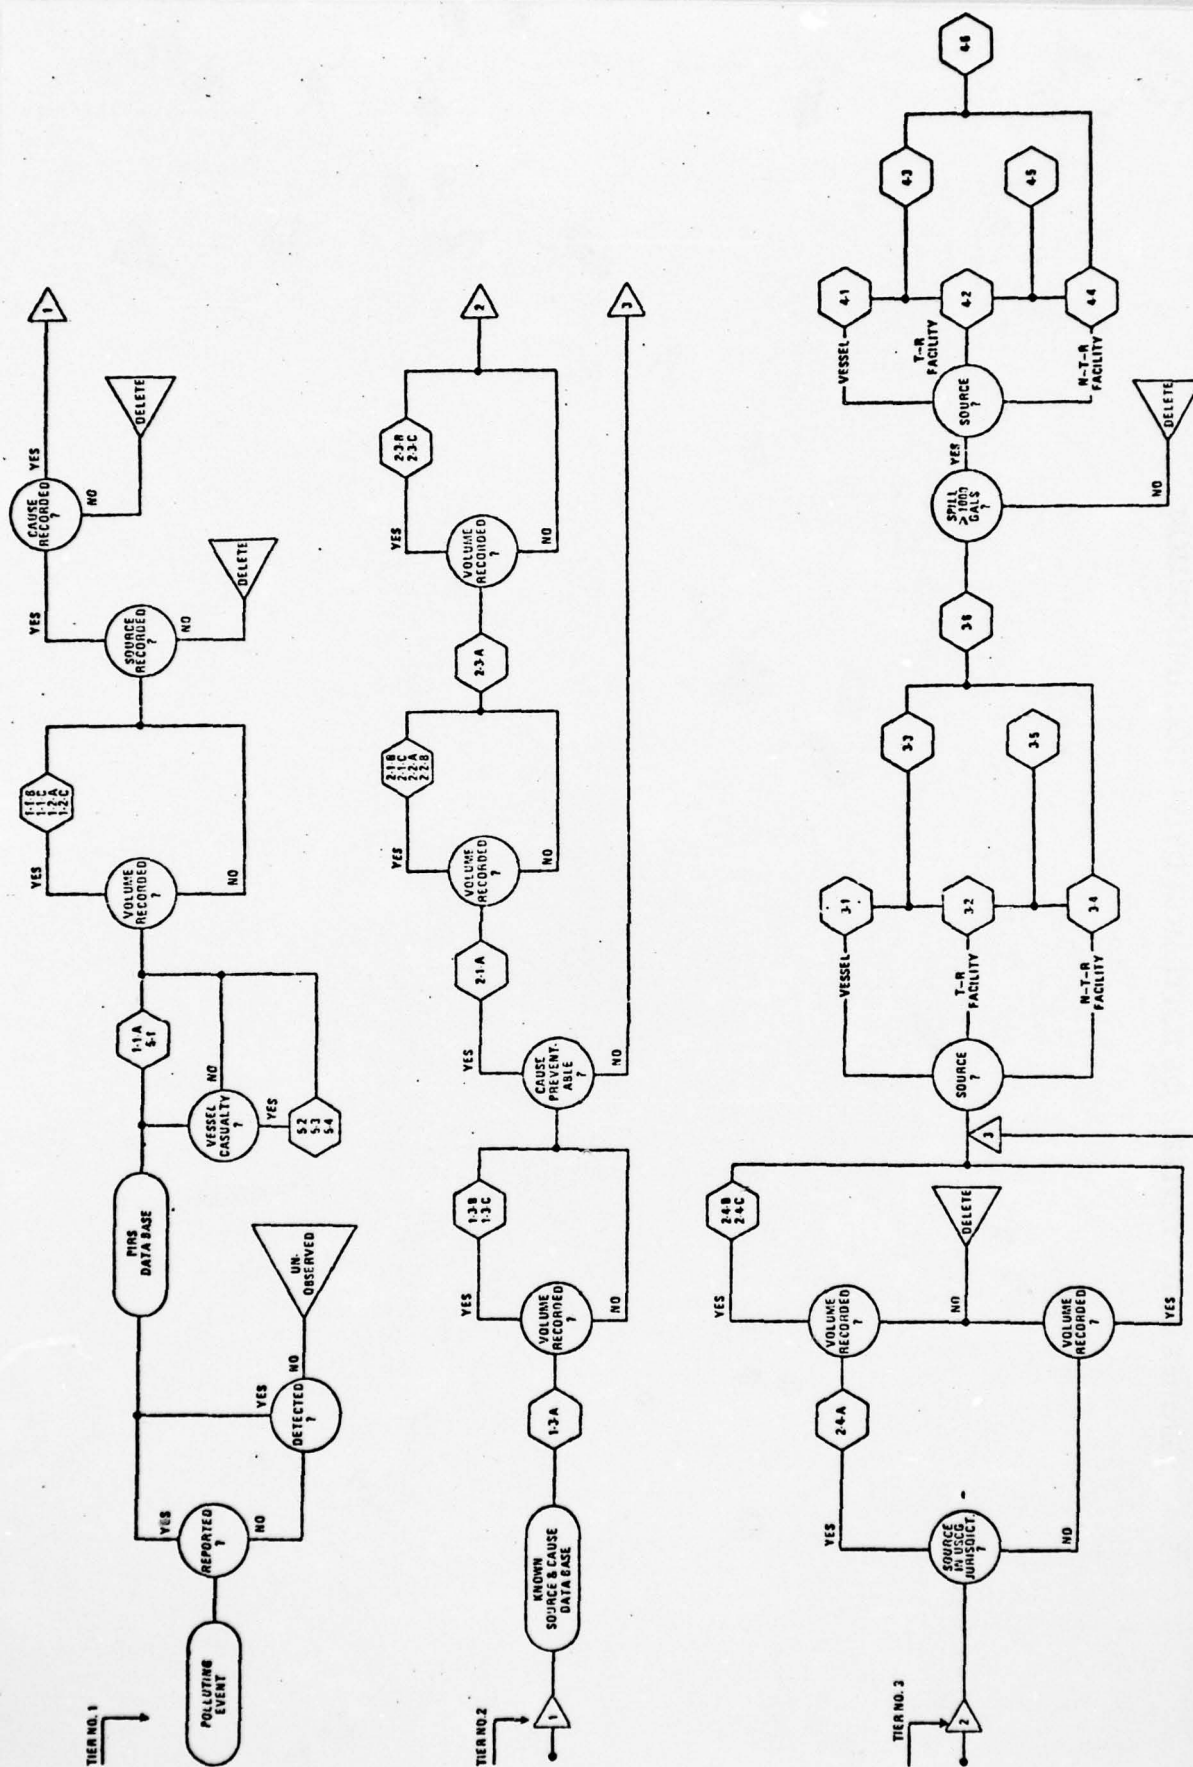 TIER NO. 1
POLLUTING
EVENT
REPORTED
?
YES
NO
DETECTED
?
YES
NO
UN-
OBSERVED
PIRS
DATA BASE
VESSEL
CASUALTY
?
NO
YES
1-1-A
5-1
5-2
5-3
5-4
VOLUME
RECORDED
?
YES
NO
1-1-B
1-1-C
1-2-A
1-2-C
SOURCE
RECORDED
?
YES
NO
DELETE
CAUSE
RECORDED
?
YES
NO
DELETE
1
TIER NO. 2
1
KNOWN
SOURCE & CAUSE
DATA BASE
1-3-A
VOLUME
RECORDED
?
YES
NO
1-3-B
1-3-C
CAUSE
PREVENT-
ABLE
?
YES
NO
2-1-A
VOLUME
RECORDED
?
YES
NO
2-1-B
2-1-C
2-2-A
2-2-B
2-3-A
VOLUME
RECORDED
?
YES
NO
2-3-B
2-3-C
2
3
TIER NO. 3
2
SOURCE
IN USCG
JURISDICT.
?
YES
NO
2-4-A
VOLUME
RECORDED
?
YES
2-4-B
2-4-C
NO
DELETE
VOLUME
RECORDED
?
YES
3
SOURCE
?
VESSEL
T-R
FACILITY
N-T-R
FACILITY
3-1
3-2
3-4
3-3
3-5
3-6
SPILL
≥ 1000
GALS
?
YES
NO
DELETE
SOURCE
?
VESSEL
T-R
FACILITY
N-T-R
FACILITY
4-1
4-2
4-4
4-3
4-5
4-6